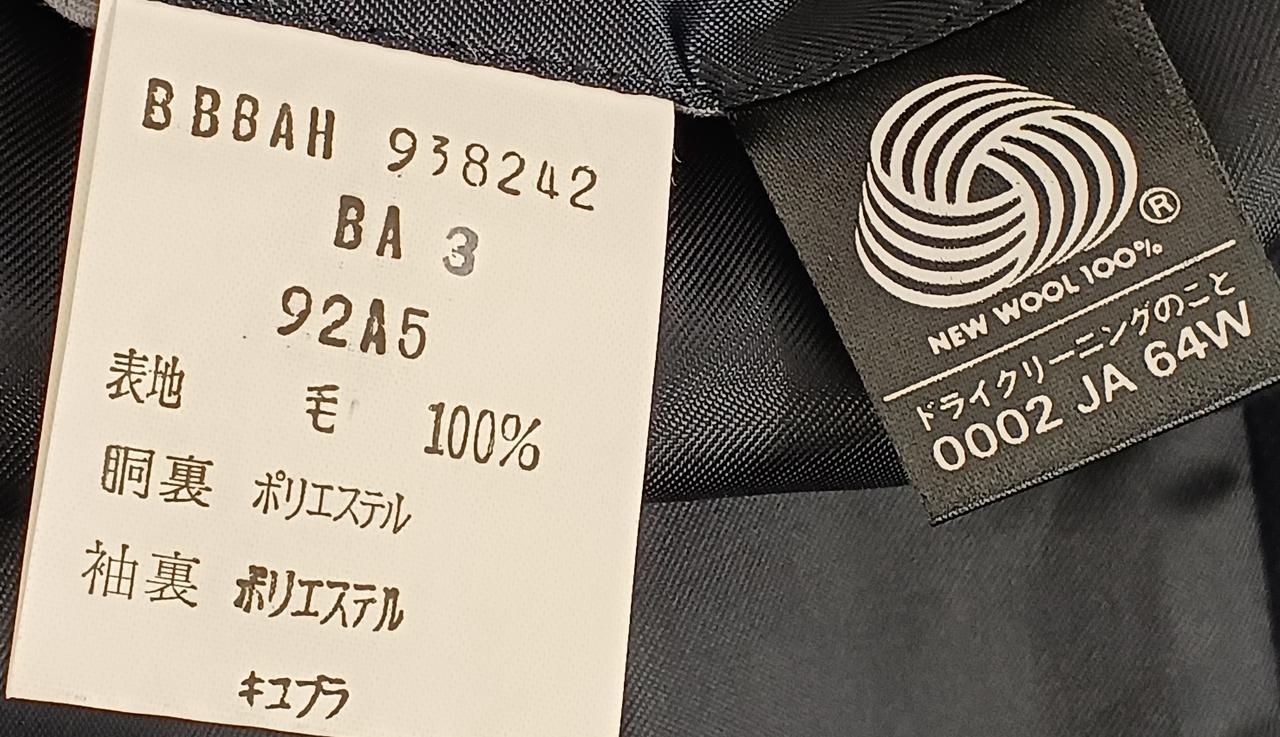 BBBAH 938242
BA 3
92A5
表地 毛 100%
胴裏 ポリエステル
袖裏 ポリエステル
キュプラ
®
NEW WOOL 100%
ドライクリーニングのこと
0002 JA 64W